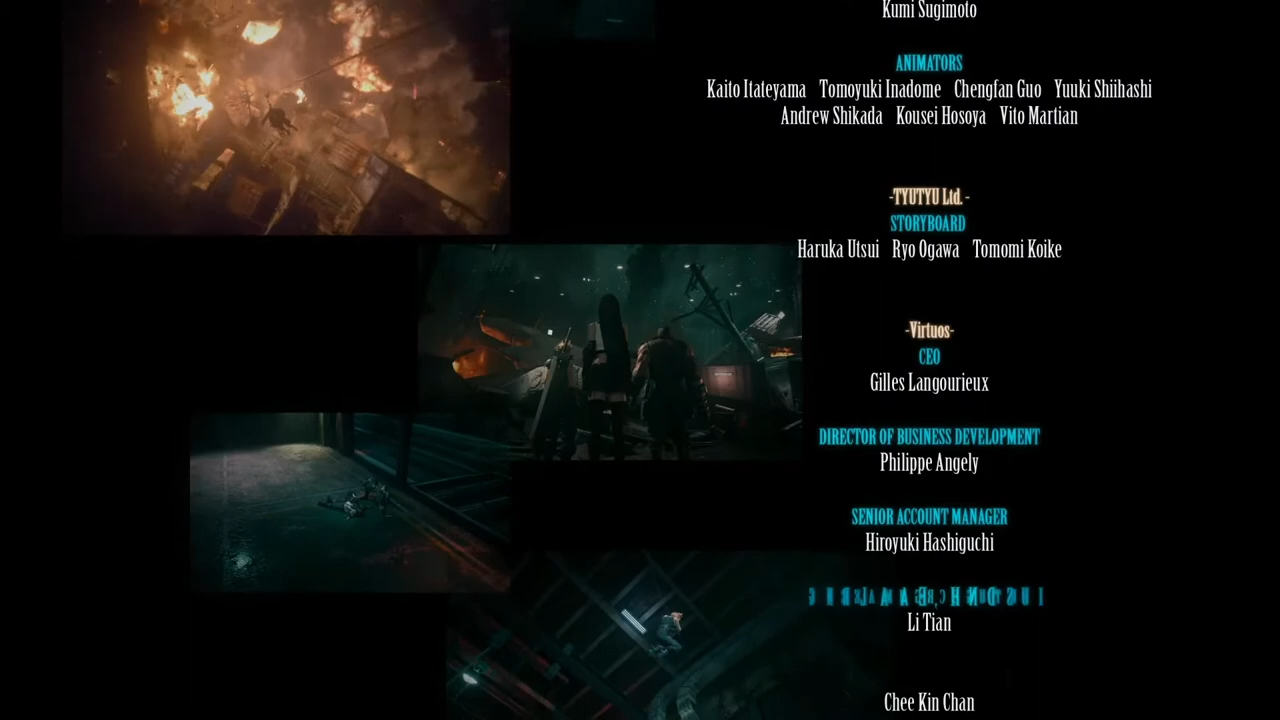 Kumi Sugimoto
ANIMATORS
Kaito Itateyama Tomoyuki Inadome Chengfan Guo Yuuki Shiihashi
Andrew Shikada Kousei Hosoya Vito Martian
-TYUTYU Ltd.-
STORYBOARD
Haruka Utsui Ryo Ogawa Tomomi Koike
-Virtuos-
CEO
Gilles Langourieux
DIRECTOR OF BUSINESS DEVELOPMENT
Philippe Angely
SENIOR ACCOUNT MANAGER
Hiroyuki Hashiguchi
Li Tian
Chee Kin Chan